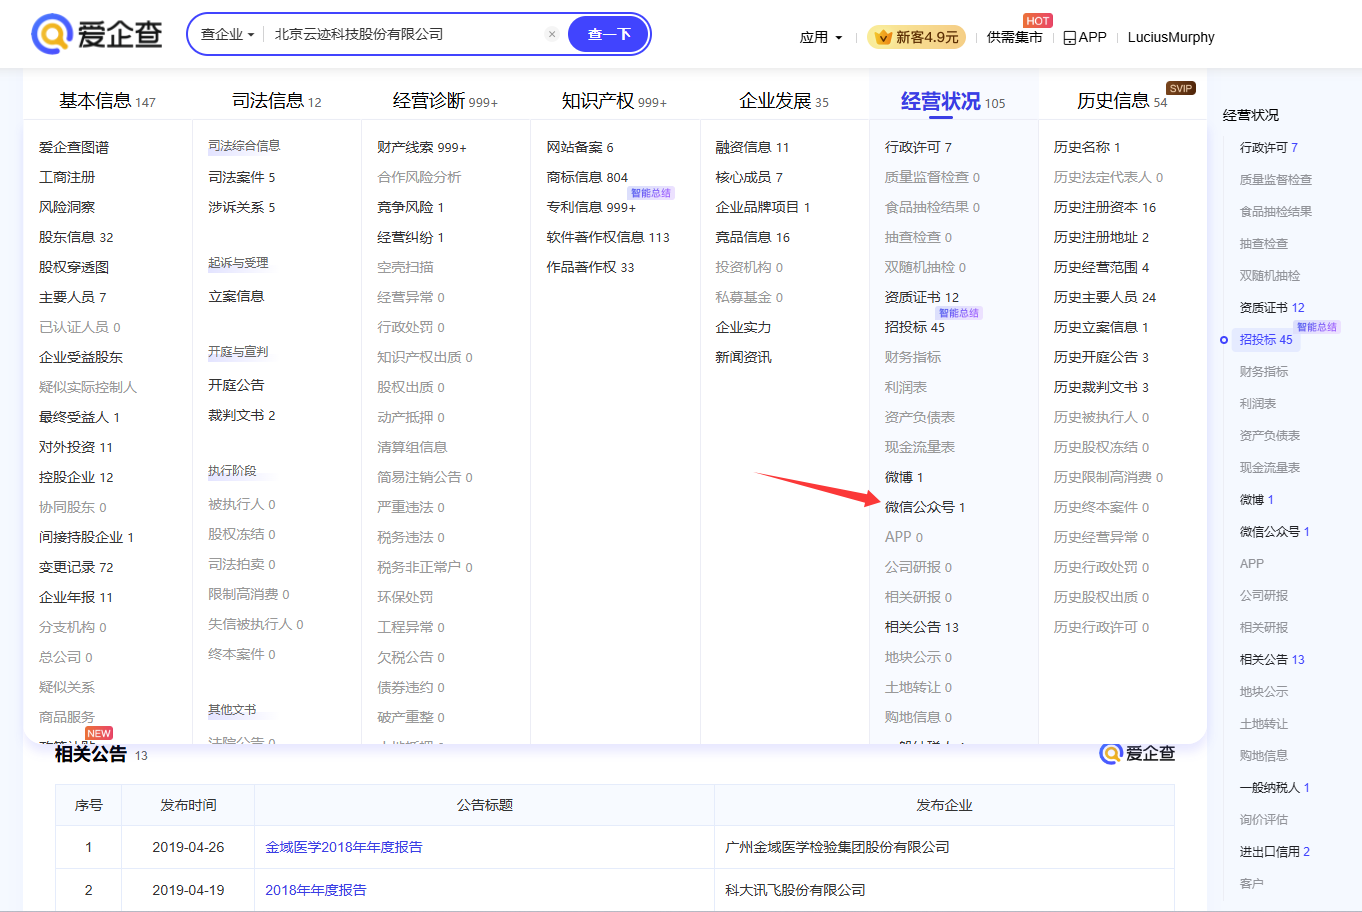 爱企查
查企业
北京云迹科技股份有限公司
×
查一下
应用
新客4.9元
HOT
供需集市
APP
LuciusMurphy
基本信息 147
司法信息 12
经营诊断 999+
知识产权 999+
企业发展 35
经营状况 105
SVIP
历史信息 54
爱企查图谱
工商注册
风险洞察
股东信息 32
股权穿透图
主要人员 7
已认证人员 0
企业受益股东
疑似实际控制人
最终受益人 1
对外投资 11
控股企业 12
协同股东 0
间接持股企业 1
变更记录 72
企业年报 11
分支机构 0
总公司 0
疑似关系
商品服务
NEW
司法综合信息
司法案件 5
涉诉关系 5
起诉与受理
立案信息
开庭与宣判
开庭公告
裁判文书 2
执行阶段
被执行人 0
股权冻结 0
司法拍卖 0
限制高消费 0
失信被执行人 0
终本案件 0
其他文书
法院公告 0
财产线索 999+
合作风险分析
竞争风险 1
经营纠纷 1
空壳扫描
经营异常 0
行政处罚 0
知识产权出质 0
股权出质 0
动产抵押 0
清算组信息
简易注销公告 0
严重违法 0
税务违法 0
税务非正常户 0
环保处罚
工程异常 0
欠税公告 0
债券违约 0
破产重整 0
网站备案 6
商标信息 804
智能总结
专利信息 999+
软件著作权信息 113
作品著作权 33
融资信息 11
核心成员 7
企业品牌项目 1
竞品信息 16
投资机构 0
私募基金 0
企业实力
新闻资讯
行政许可 7
质量监督检查 0
食品抽检结果 0
抽查检查 0
双随机抽检 0
资质证书 12
智能总结
招投标 45
财务指标
利润表
资产负债表
现金流量表
微博 1
微信公众号 1
APP 0
公司研报 0
相关研报 0
相关公告 13
地块公示 0
土地转让 0
购地信息 0
历史名称 1
历史法定代表人 0
历史注册资本 16
历史注册地址 2
历史经营范围 4
历史主要人员 24
历史立案信息 1
历史开庭公告 3
历史裁判文书 3
历史被执行人 0
历史股权冻结 0
历史限制高消费 0
历史终本案件 0
历史经营异常 0
历史行政处罚 0
历史股权出质 0
历史行政许可 0
经营状况
行政许可 7
质量监督检查
食品抽检结果
抽查检查
双随机抽检
资质证书 12
智能总结
招投标 45
财务指标
利润表
资产负债表
现金流量表
微博 1
微信公众号 1
APP
公司研报
相关研报
相关公告 13
地块公示
土地转让
购地信息
一般纳税人 1
询价评估
进出口信用 2
客户
相关公告 13
爱企查
序号 发布时间 公告标题 发布企业
1 2019-04-26 金域医学2018年年度报告 广州金域医学检验集团股份有限公司
2 2019-04-19 2018年年度报告 科大讯飞股份有限公司